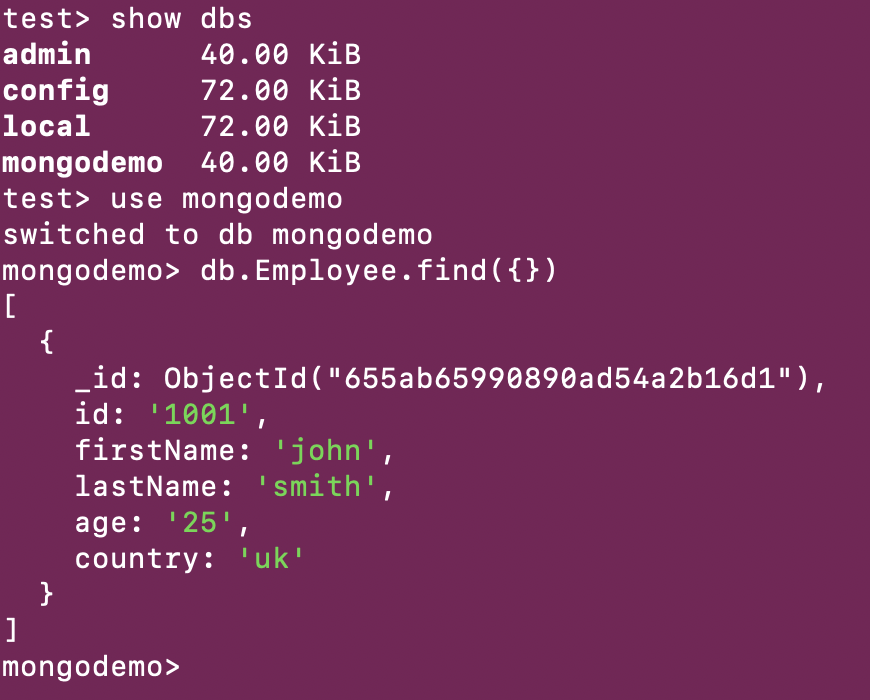 test> show dbs
admin      40.00 KiB
config     72.00 KiB
local      72.00 KiB
mongodemo  40.00 KiB
test> use mongodemo
switched to db mongodemo
mongodemo> db.Employee.find({})
[
  {
    _id: ObjectId("655ab65990890ad54a2b16d1"),
    id: '1001',
    firstName: 'john',
    lastName: 'smith',
    age: '25',
    country: 'uk'
  }
]
mongodemo>